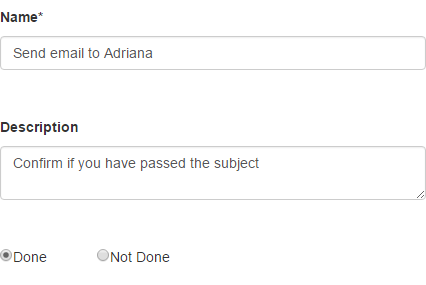 Name*
Send email to Adriana
Description
Confirm if you have passed the subject
Done Not Done